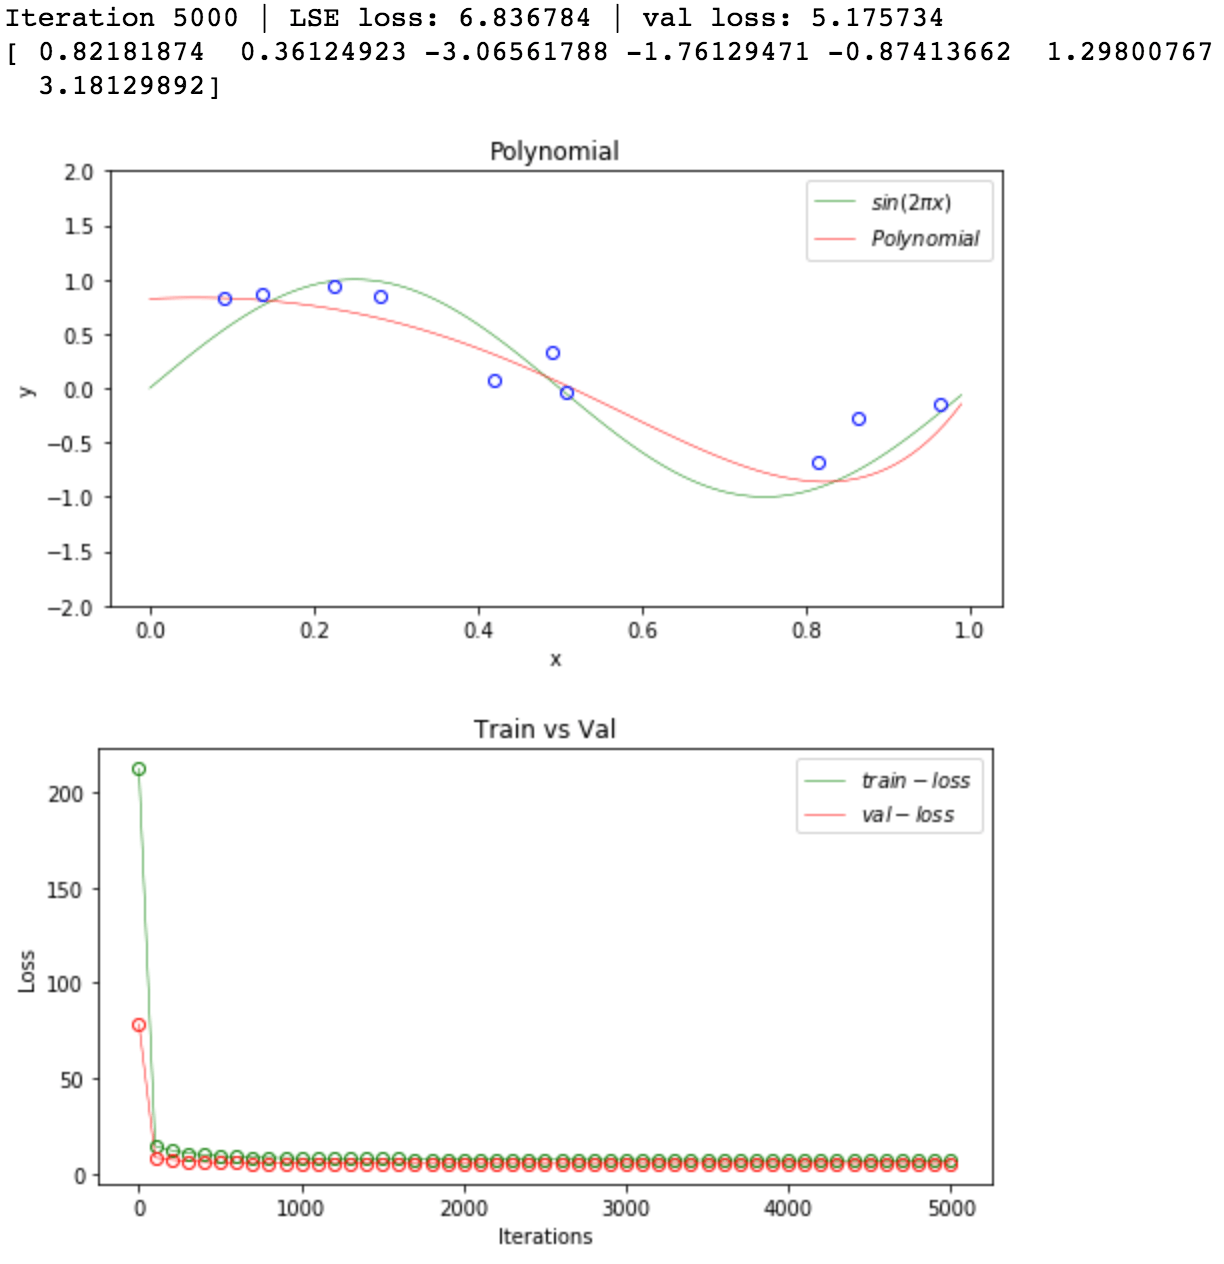 Iteration 5000 | LSE loss: 6.836784 | val loss: 5.175734
[ 0.82181874  0.36124923 -3.06561788 -1.76129471 -0.87413662  1.29800767
3.18129892]
Polynomial
2.0
1.5
1.0
0.5
0.0
−0.5
−1.0
−1.5
−2.0
y
sin(2πx)
Polynomial
0.0 0.2 0.4 0.6 0.8 1.0
x
Train vs Val
200
150
100
50
0
Loss
train − loss
val − loss
0 1000 2000 3000 4000 5000
Iterations